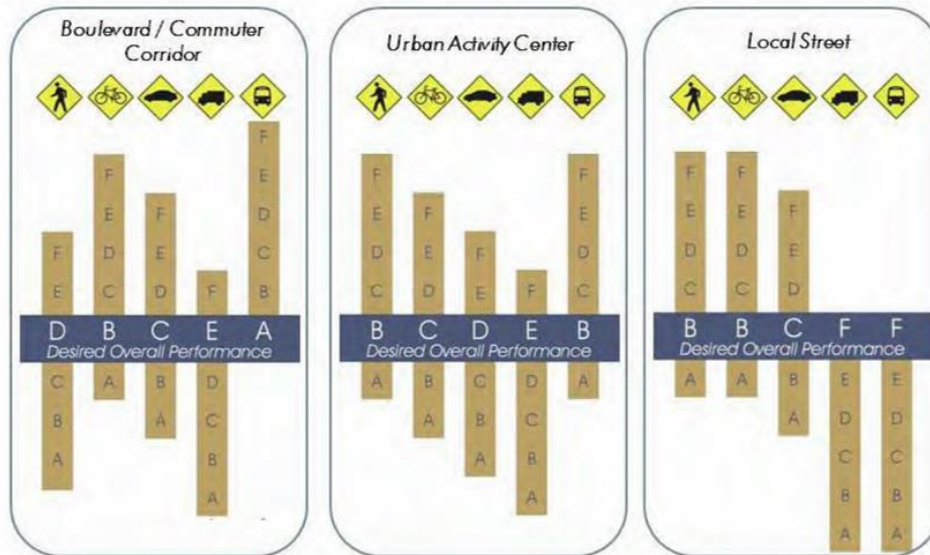 Boulevard / Commuter
Corridor
F
F E
E F D
F D E C
E C D F B
D B C E A
Desired Overall Performance
C A B D
B A C
A B
A
Urban Activity Center
F F
E F E
D E F D
C D E F C
B C D E B
Desired Overall Performance
A B C D A
A B C
A B
A
Local Street
F F
E E F
D D E
C C D
B B C F F
Desired Overall Performance
A A B E E
A D D
C C
B B
A A